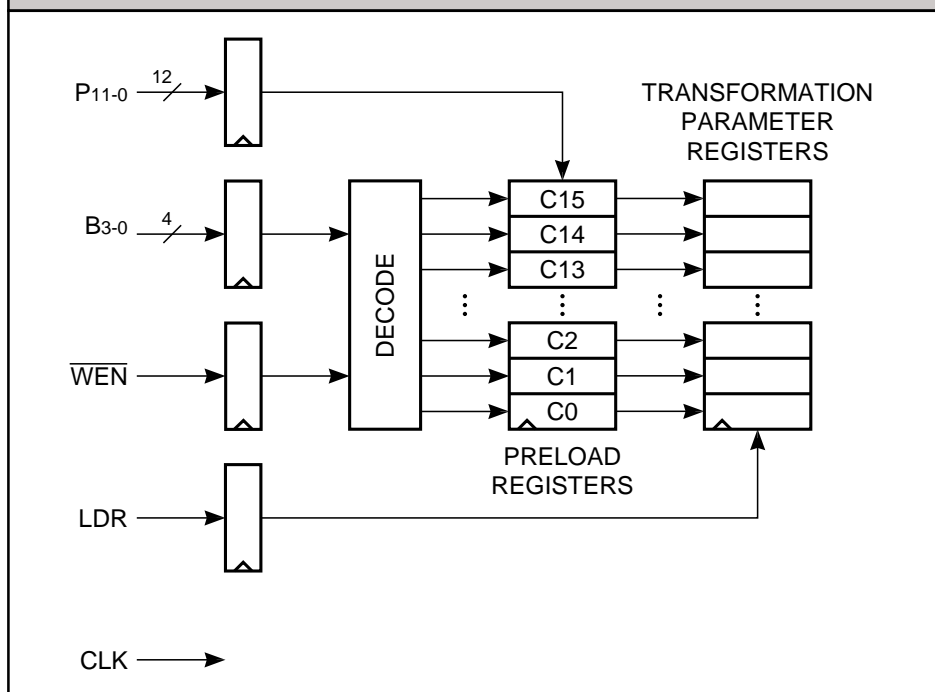 P11-0
12
TRANSFORMATION
PARAMETER
REGISTERS
B3-0
4
DECODE
C15
C14
C13
C2
WEN
C1
C0
PRELOAD
REGISTERS
LDR
CLK